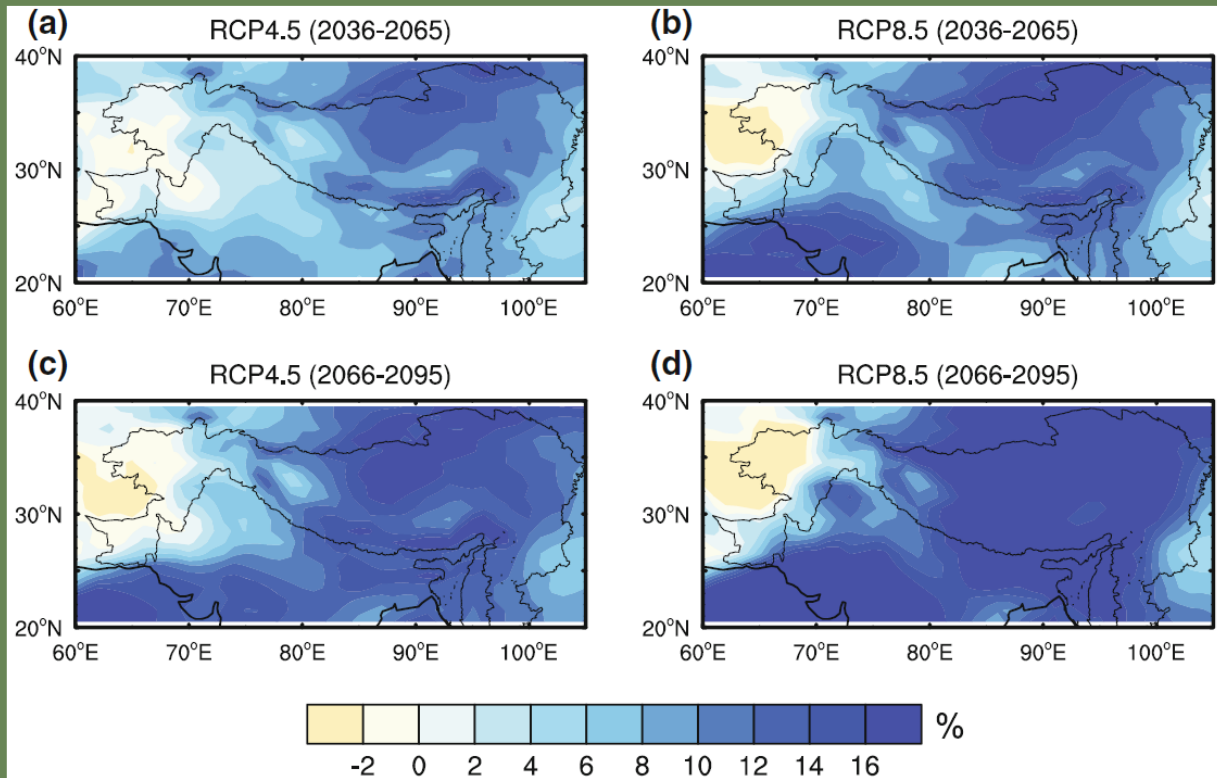 (a) RCP4.5 (2036-2065)
40°N
30°N
20°N
60°E 70°E 80°E 90°E 100°E
(b) RCP8.5 (2036-2065)
40°N
30°N
20°N
60°E 70°E 80°E 90°E 100°E
(c) RCP4.5 (2066-2095)
40°N
30°N
20°N
60°E 70°E 80°E 90°E 100°E
(d) RCP8.5 (2066-2095)
40°N
30°N
20°N
60°E 70°E 80°E 90°E 100°E
%
-2 0 2 4 6 8 10 12 14 16